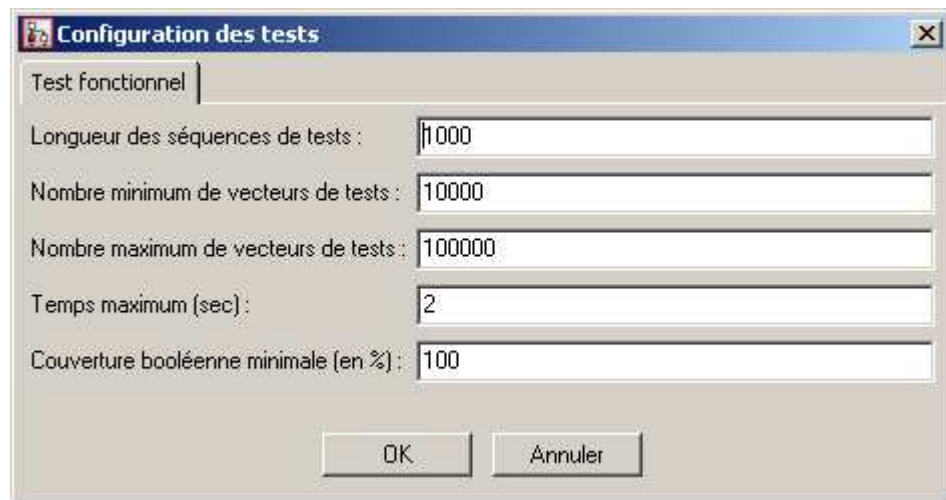 Configuration des tests
Test fonctionnel
Longueur des séquences de tests : 1000
Nombre minimum de vecteurs de tests : 10000
Nombre maximum de vecteurs de tests : 100000
Temps maximum (sec) : 2
Couverture booléenne minimale (en %) : 100
OK Annuler